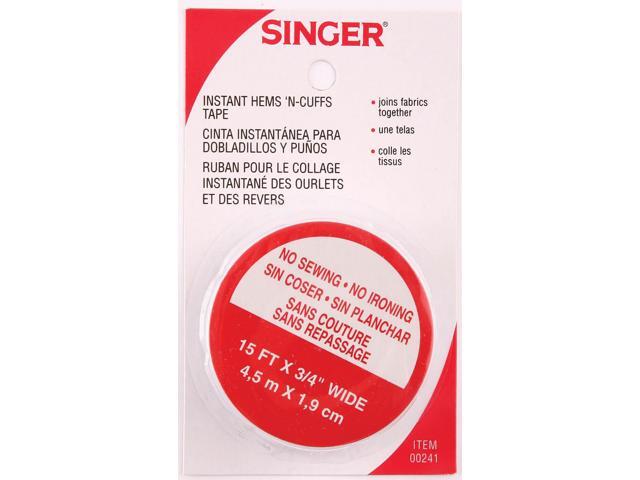 SINGER®
INSTANT HEMS 'N-CUFFS
TAPE
CINTA INSTANTÁNEA PARA
DOBLADILLOS Y PUÑOS
RUBAN POUR LE COLLAGE
INSTANTANÉ DES OURLETS
ET DES REVERS
• joins fabrics
together
• une telas
• colle les
tissus
NO SEWING • NO IRONING
SIN COSER • SIN PLANCHAR
SANS COUTURE
SANS REPASSAGE
15 FT X 3/4" WIDE
4,5 m X 1,9 cm
ITEM
00241